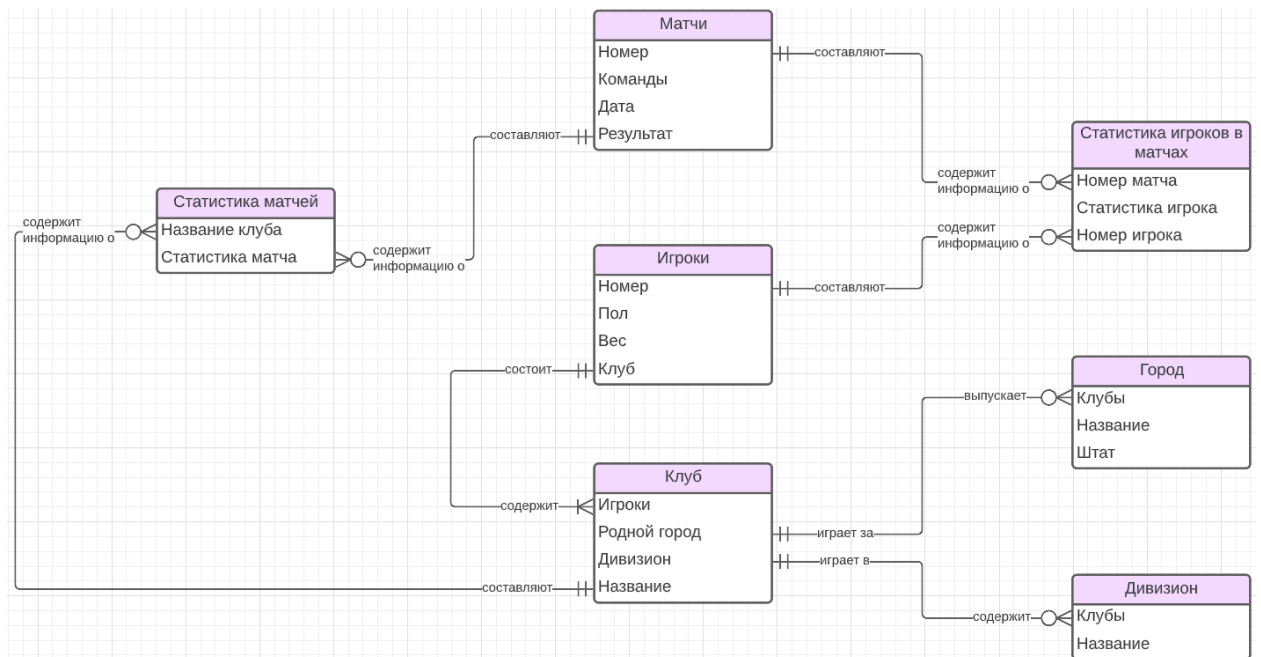 Матчи
Номер
Команды
Дата
Результат
составляют
составляют
Статистика игроков в
матчах
Номер матча
Статистика игрока
Номер игрока
содержит
информацию о
содержит
информацию о
Статистика матчей
Название клуба
Статистика матча
содержит
информацию о
содержит
информацию о
Игроки
Номер
Пол
Вес
Клуб
составляют
состоит
Город
Клубы
Название
Штат
выпускает
Клуб
Игроки
Родной город
Дивизион
Название
содержит
составляют
играет за
играет в
Дивизион
Клубы
Название
содержит